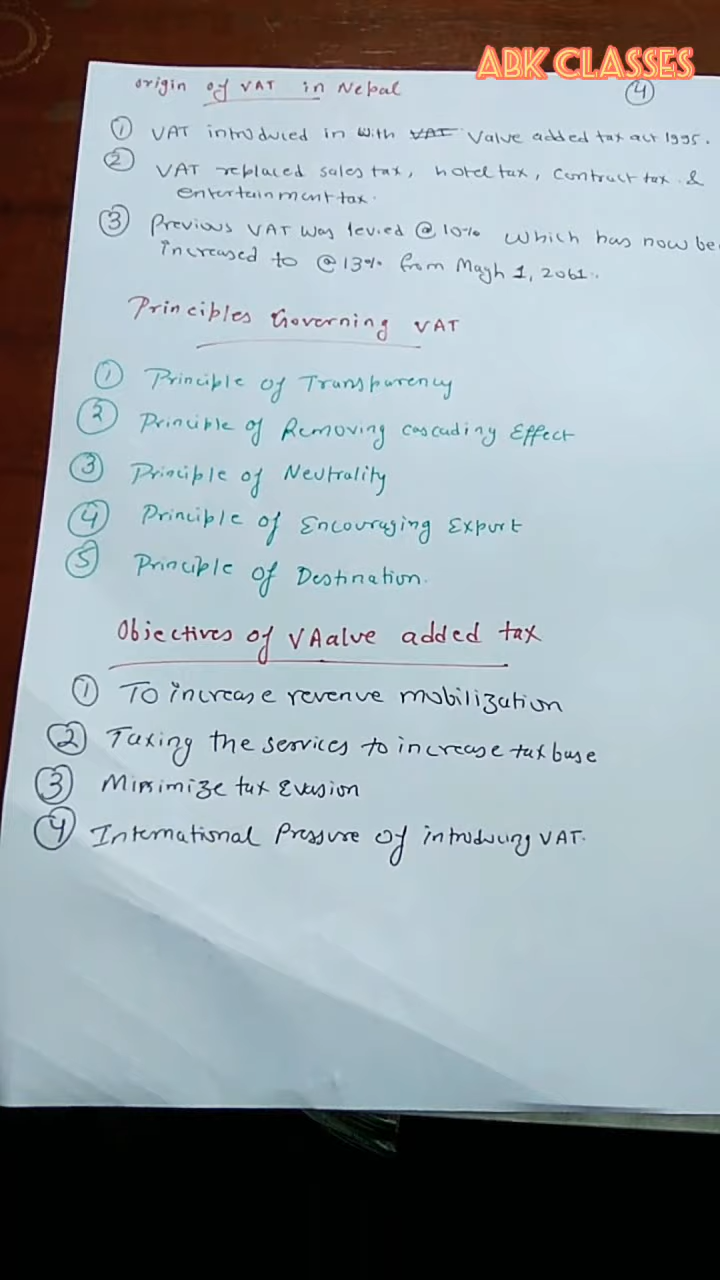 ABK CLASSES
Origin of VAT in Nepal
4
① VAT introduced in with VAT Value added tax act 1995.
② VAT replaced sales tax, hotel tax, contract tax &
entertainment tax.
③ Previous VAT was levied @ 10% which has now be
increased to @ 13% from Magh 1, 2061.
Principles Governing VAT
① Principle of Transparency
② Principle of Removing cascading Effect
③ Principle of Neutrality
④ Principle of Encouraging Export
⑤ Principle of Destination.
Objectives of VAalve added tax
① To increase revenue mobilization
② Taxing the services to increase tax base
③ Minimize tax Evasion
④ International Pressure of introducing VAT.